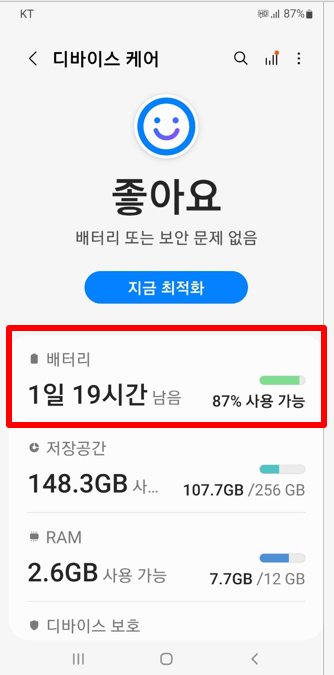 KT 87%
디바이스 케어
좋아요
배터리 또는 보안 문제 없음
지금 최적화
배터리
1일 19시간 남음 87% 사용 가능
저장공간
148.3GB 사... 107.7GB /256 GB
RAM
2.6GB 사용 가능 7.7GB /12 GB
디바이스 보호